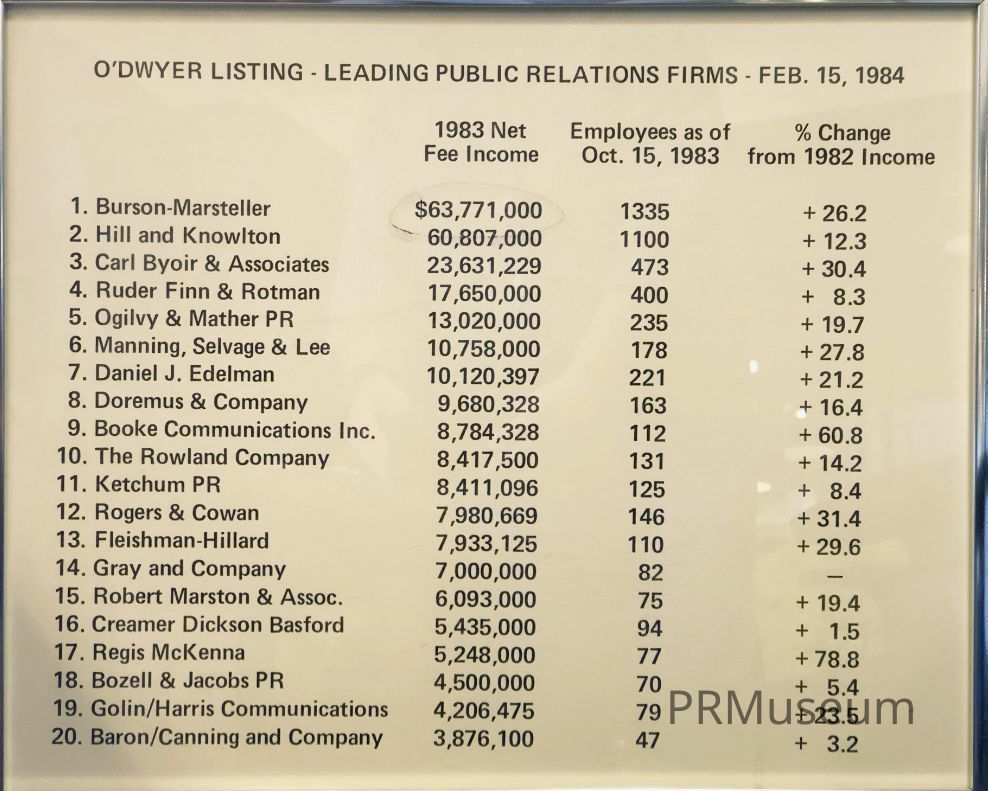 O'DWYER LISTING - LEADING PUBLIC RELATIONS FIRMS - FEB. 15, 1984
1983 Net Fee Income Employees as of Oct. 15, 1983 % Change from 1982 Income
1. Burson-Marsteller $63,771,000 1335 + 26.2
2. Hill and Knowlton 60,807,000 1100 + 12.3
3. Carl Byoir & Associates 23,631,229 473 + 30.4
4. Ruder Finn & Rotman 17,650,000 400 + 8.3
5. Ogilvy & Mather PR 13,020,000 235 + 19.7
6. Manning, Selvage & Lee 10,758,000 178 + 27.8
7. Daniel J. Edelman 10,120,397 221 + 21.2
8. Doremus & Company 9,680,328 163 + 16.4
9. Booke Communications Inc. 8,784,328 112 + 60.8
10. The Rowland Company 8,417,500 131 + 14.2
11. Ketchum PR 8,411,096 125 + 8.4
12. Rogers & Cowan 7,980,669 146 + 31.4
13. Fleishman-Hillard 7,933,125 110 + 29.6
14. Gray and Company 7,000,000 82 —
15. Robert Marston & Assoc. 6,093,000 75 + 19.4
16. Creamer Dickson Basford 5,435,000 94 + 1.5
17. Regis McKenna 5,248,000 77 + 78.8
18. Bozell & Jacobs PR 4,500,000 70 + 5.4
19. Golin/Harris Communications 4,206,475 79 + 23.5
PRMuseum
20. Baron/Canning and Company 3,876,100 47 + 3.2